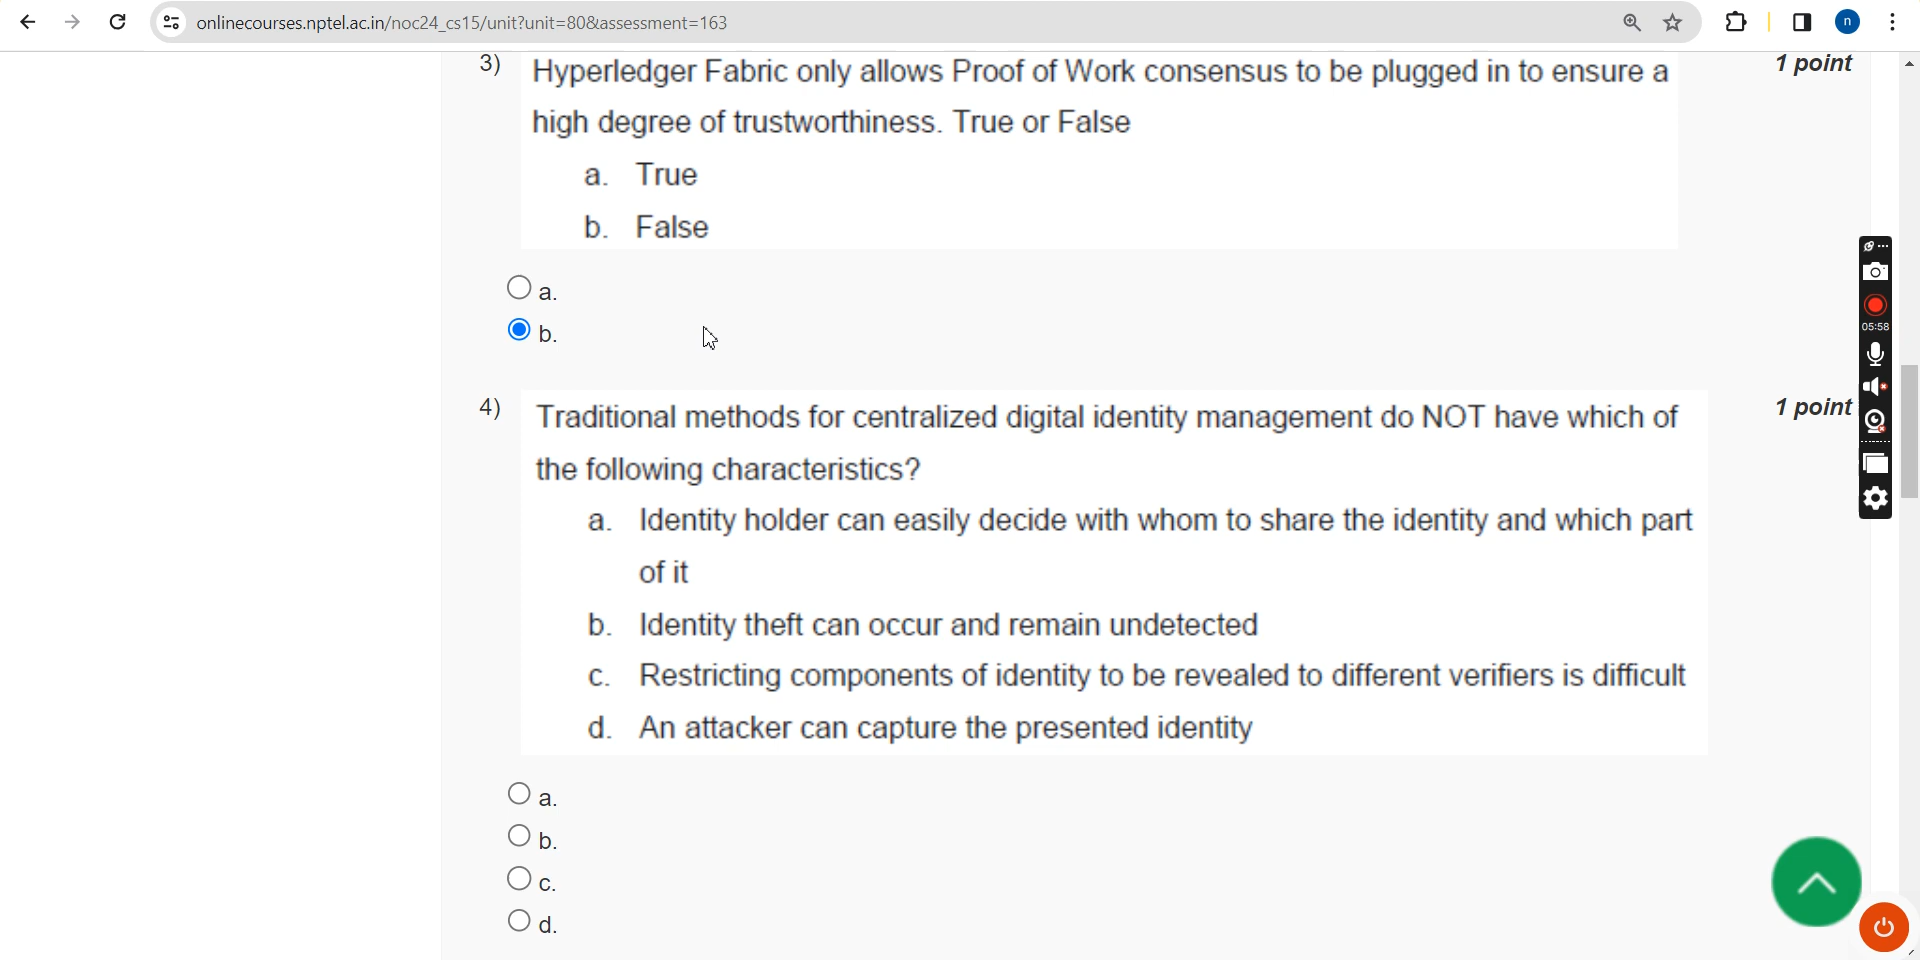 onlinecourses.nptel.ac.in/noc24_cs15/unit?unit=80&assessment=163
n
3) Hyperledger Fabric only allows Proof of Work consensus to be plugged in to ensure a 1 point
high degree of trustworthiness. True or False
a. True
b. False
a.
b.
05:58
4) Traditional methods for centralized digital identity management do NOT have which of 1 point
the following characteristics?
a. Identity holder can easily decide with whom to share the identity and which part
of it
b. Identity theft can occur and remain undetected
c. Restricting components of identity to be revealed to different verifiers is difficult
d. An attacker can capture the presented identity
a.
b.
c.
d.